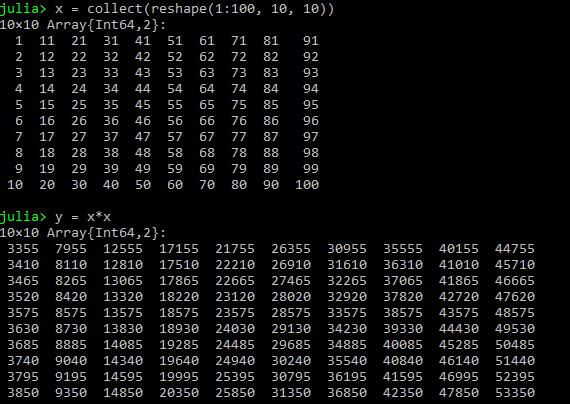 julia> x = collect(reshape(1:100, 10, 10))
10×10 Array{Int64,2}:
1 11 21 31 41 51 61 71 81 91
2 12 22 32 42 52 62 72 82 92
3 13 23 33 43 53 63 73 83 93
4 14 24 34 44 54 64 74 84 94
5 15 25 35 45 55 65 75 85 95
6 16 26 36 46 56 66 76 86 96
7 17 27 37 47 57 67 77 87 97
8 18 28 38 48 58 68 78 88 98
9 19 29 39 49 59 69 79 89 99
10 20 30 40 50 60 70 80 90 100
julia> y = x*x
10×10 Array{Int64,2}:
3355 7955 12555 17155 21755 26355 30955 35555 40155 44755
3410 8110 12810 17510 22210 26910 31610 36310 41010 45710
3465 8265 13065 17865 22665 27465 32265 37065 41865 46665
3520 8420 13320 18220 23120 28020 32920 37820 42720 47620
3575 8575 13575 18575 23575 28575 33575 38575 43575 48575
3630 8730 13830 18930 24030 29130 34230 39330 44430 49530
3685 8885 14085 19285 24485 29685 34885 40085 45285 50485
3740 9040 14340 19640 24940 30240 35540 40840 46140 51440
3795 9195 14595 19995 25395 30795 36195 41595 46995 52395
3850 9350 14850 20350 25850 31350 36850 42350 47850 53350